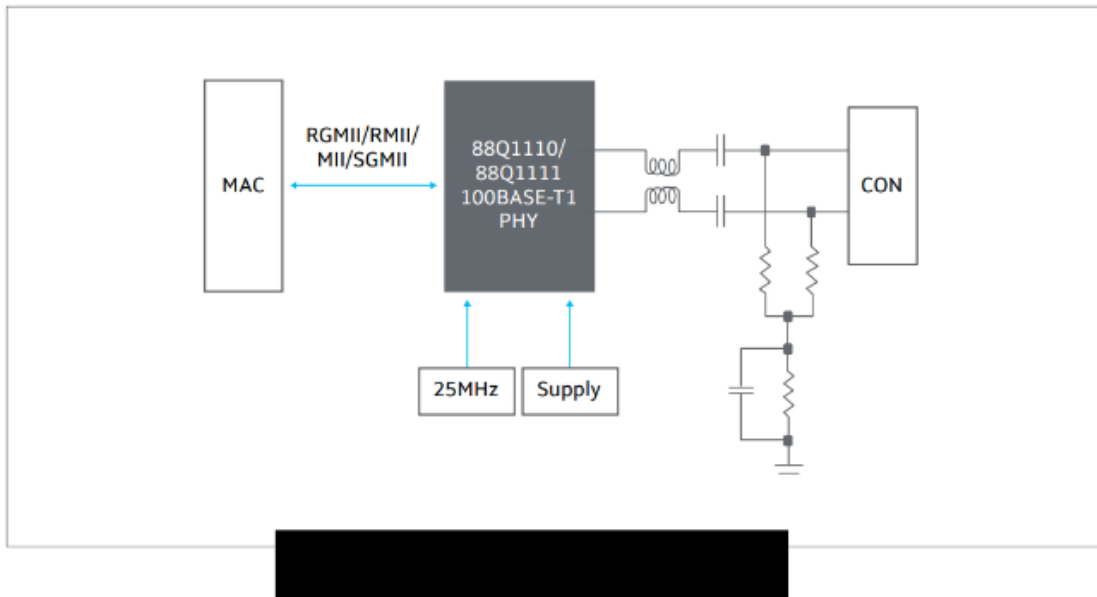 MAC
RGMII/RMII/
MII/SGMII
88Q1110/
88Q1111
100BASE-T1
PHY
CON
25MHz
Supply